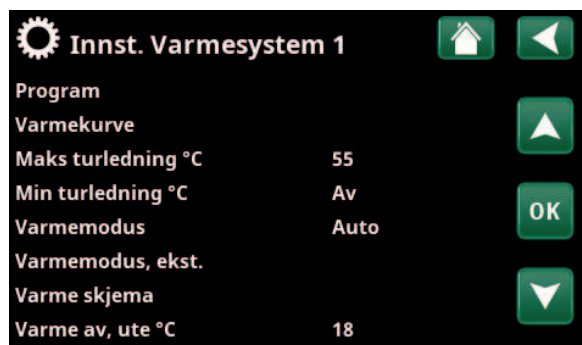 Innst. Varmesystem 1
Program
Varmekurve
Maks turledning °C 55
Min turledning °C Av
Varmemodus Auto
OK
Varmemodus, ekst.
Varme skjema
Varme av, ute °C 18